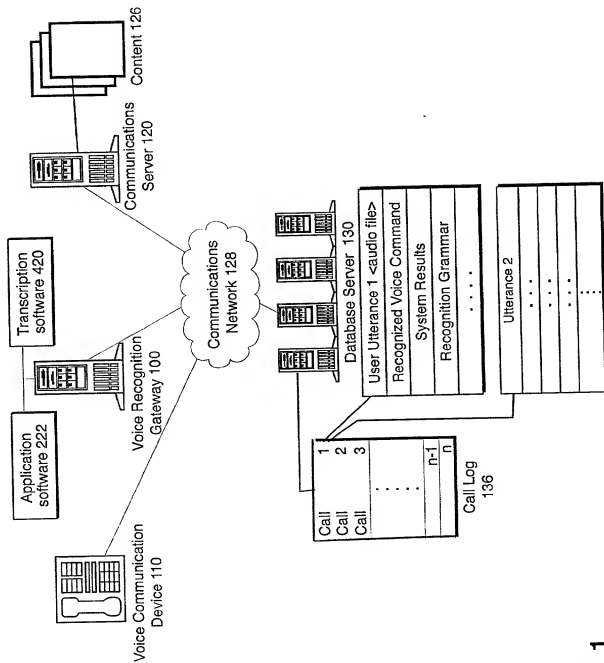 Application
software 222
Transcription
software 420
Voice Recognition
Gateway 100
Communications
Server 120
Content 126
Voice Communication
Device 110
Communications
Network 128
Database Server 130
Call 1
Call 2
Call 3
n-1
n
Call Log
136
User Utterance 1 <audio file>
Recognized Voice Command
System Results
Recognition Grammar
Utterance 2
1